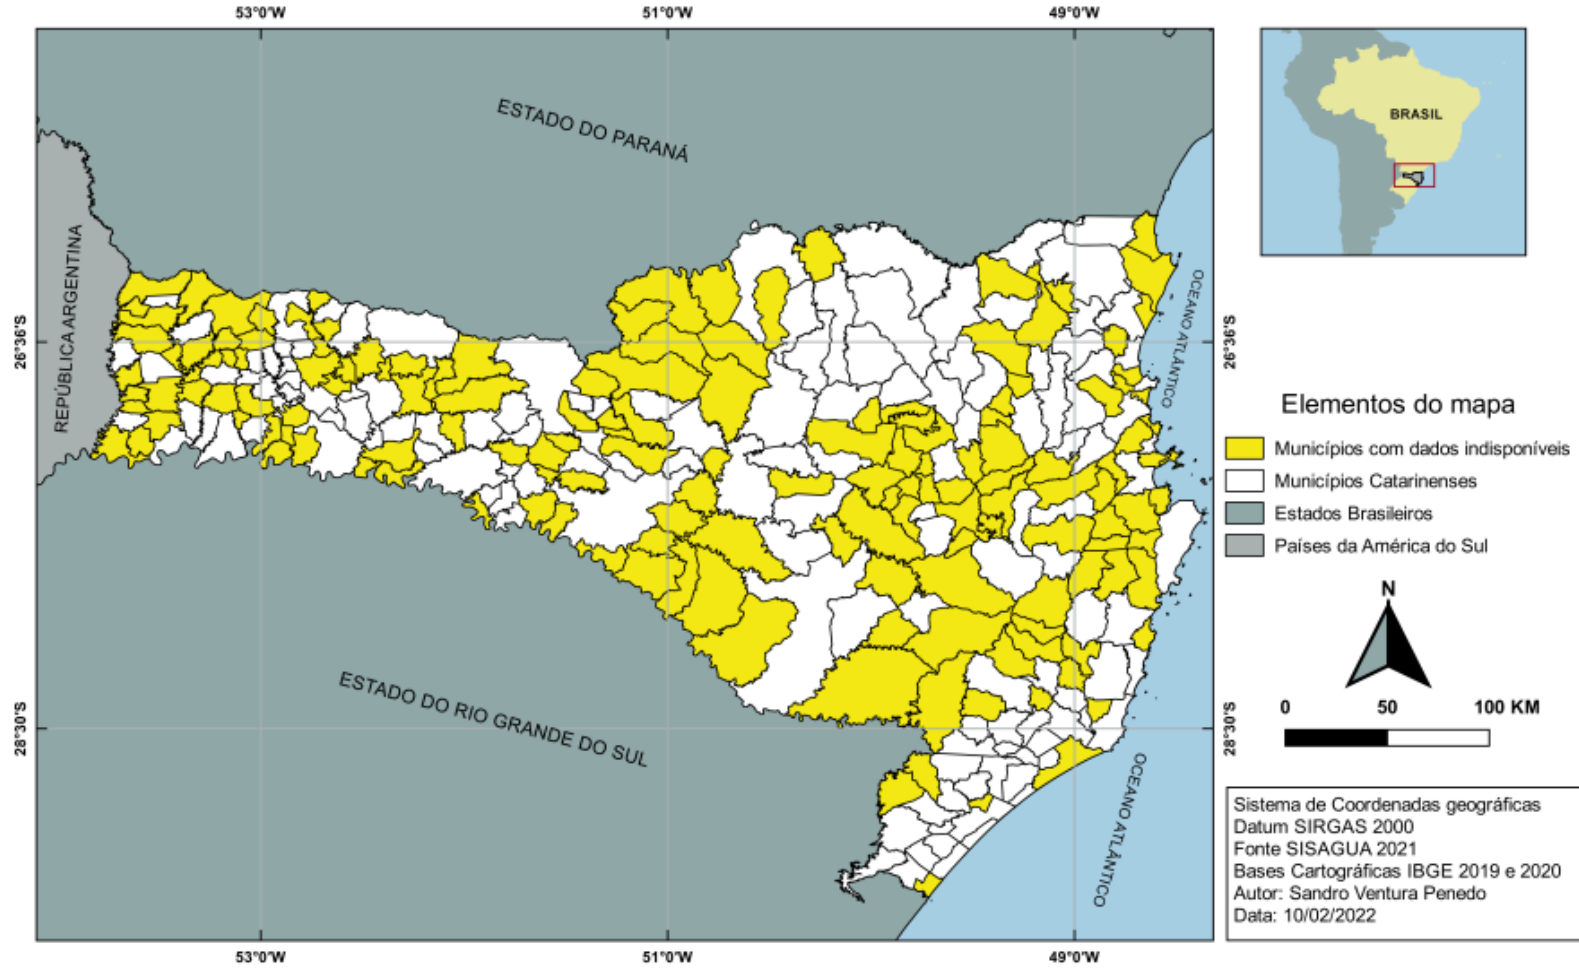 53°0'W
51°0'W
49°0'W
ESTADO DO PARANÁ
BRASIL
REPÚBLICA ARGENTINA
OCEANO ATLÂNTICO
26°36'S
26°36'S
Elementos do mapa
Municípios com dados indisponíveis
Municípios Catarinenses
Estados Brasileiros
Países da América do Sul
N
ESTADO DO RIO GRANDE DO SUL
0 50 100 KM
28°30'S
28°30'S
OCEANO ATLÂNTICO
Sistema de Coordenadas geográficas
Datum SIRGAS 2000
Fonte SISAGUA 2021
Bases Cartográficas IBGE 2019 e 2020
Autor: Sandro Ventura Penedo
Data: 10/02/2022
53°0'W
51°0'W
49°0'W